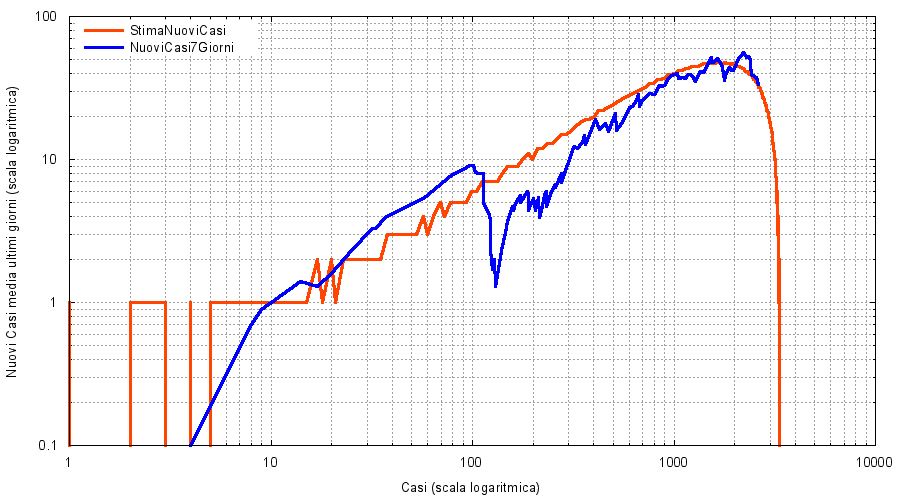 StimaNuoviCasi
NuoviCasi7Giorni
Nuovi Casi media ultimi giorni (scala logaritmica)
100
10
1
0.1
1
10
100
1000
10000
Casi (scala logaritmica)